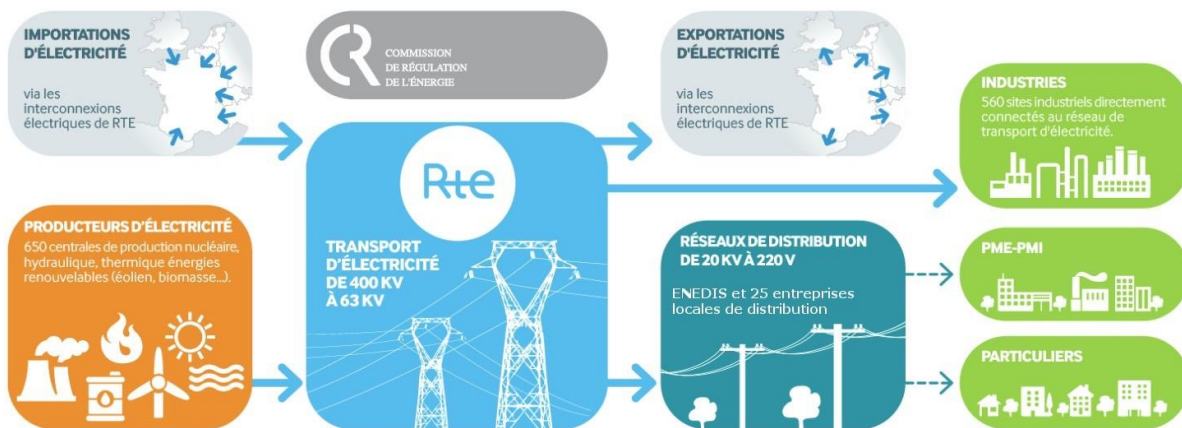 IMPORTATIONS
D'ÉLECTRICITÉ
via les
interconnexions
électriques de RTE
CR
COMMISSION
DE RÉGULATION
DE L'ÉNERGIE
EXPORTATIONS
D'ÉLECTRICITÉ
via les
interconnexions
électriques de RTE
INDUSTRIES
560 sites industriels directement
connectés au réseau de
transport d'électricité.
PRODUCTEURS D'ÉLECTRICITÉ
650 centrales de production nucléaire,
hydraulique, thermique énergies
renouvelables (éolien, biomasse...).
Rte
TRANSPORT
D'ÉLECTRICITÉ
DE 400 KV
À 63 KV
RÉSEAUX DE DISTRIBUTION
DE 20 KV À 220 V
ENEDIS et 25 entreprises
locales de distribution
PME-PMI
PARTICULIERS